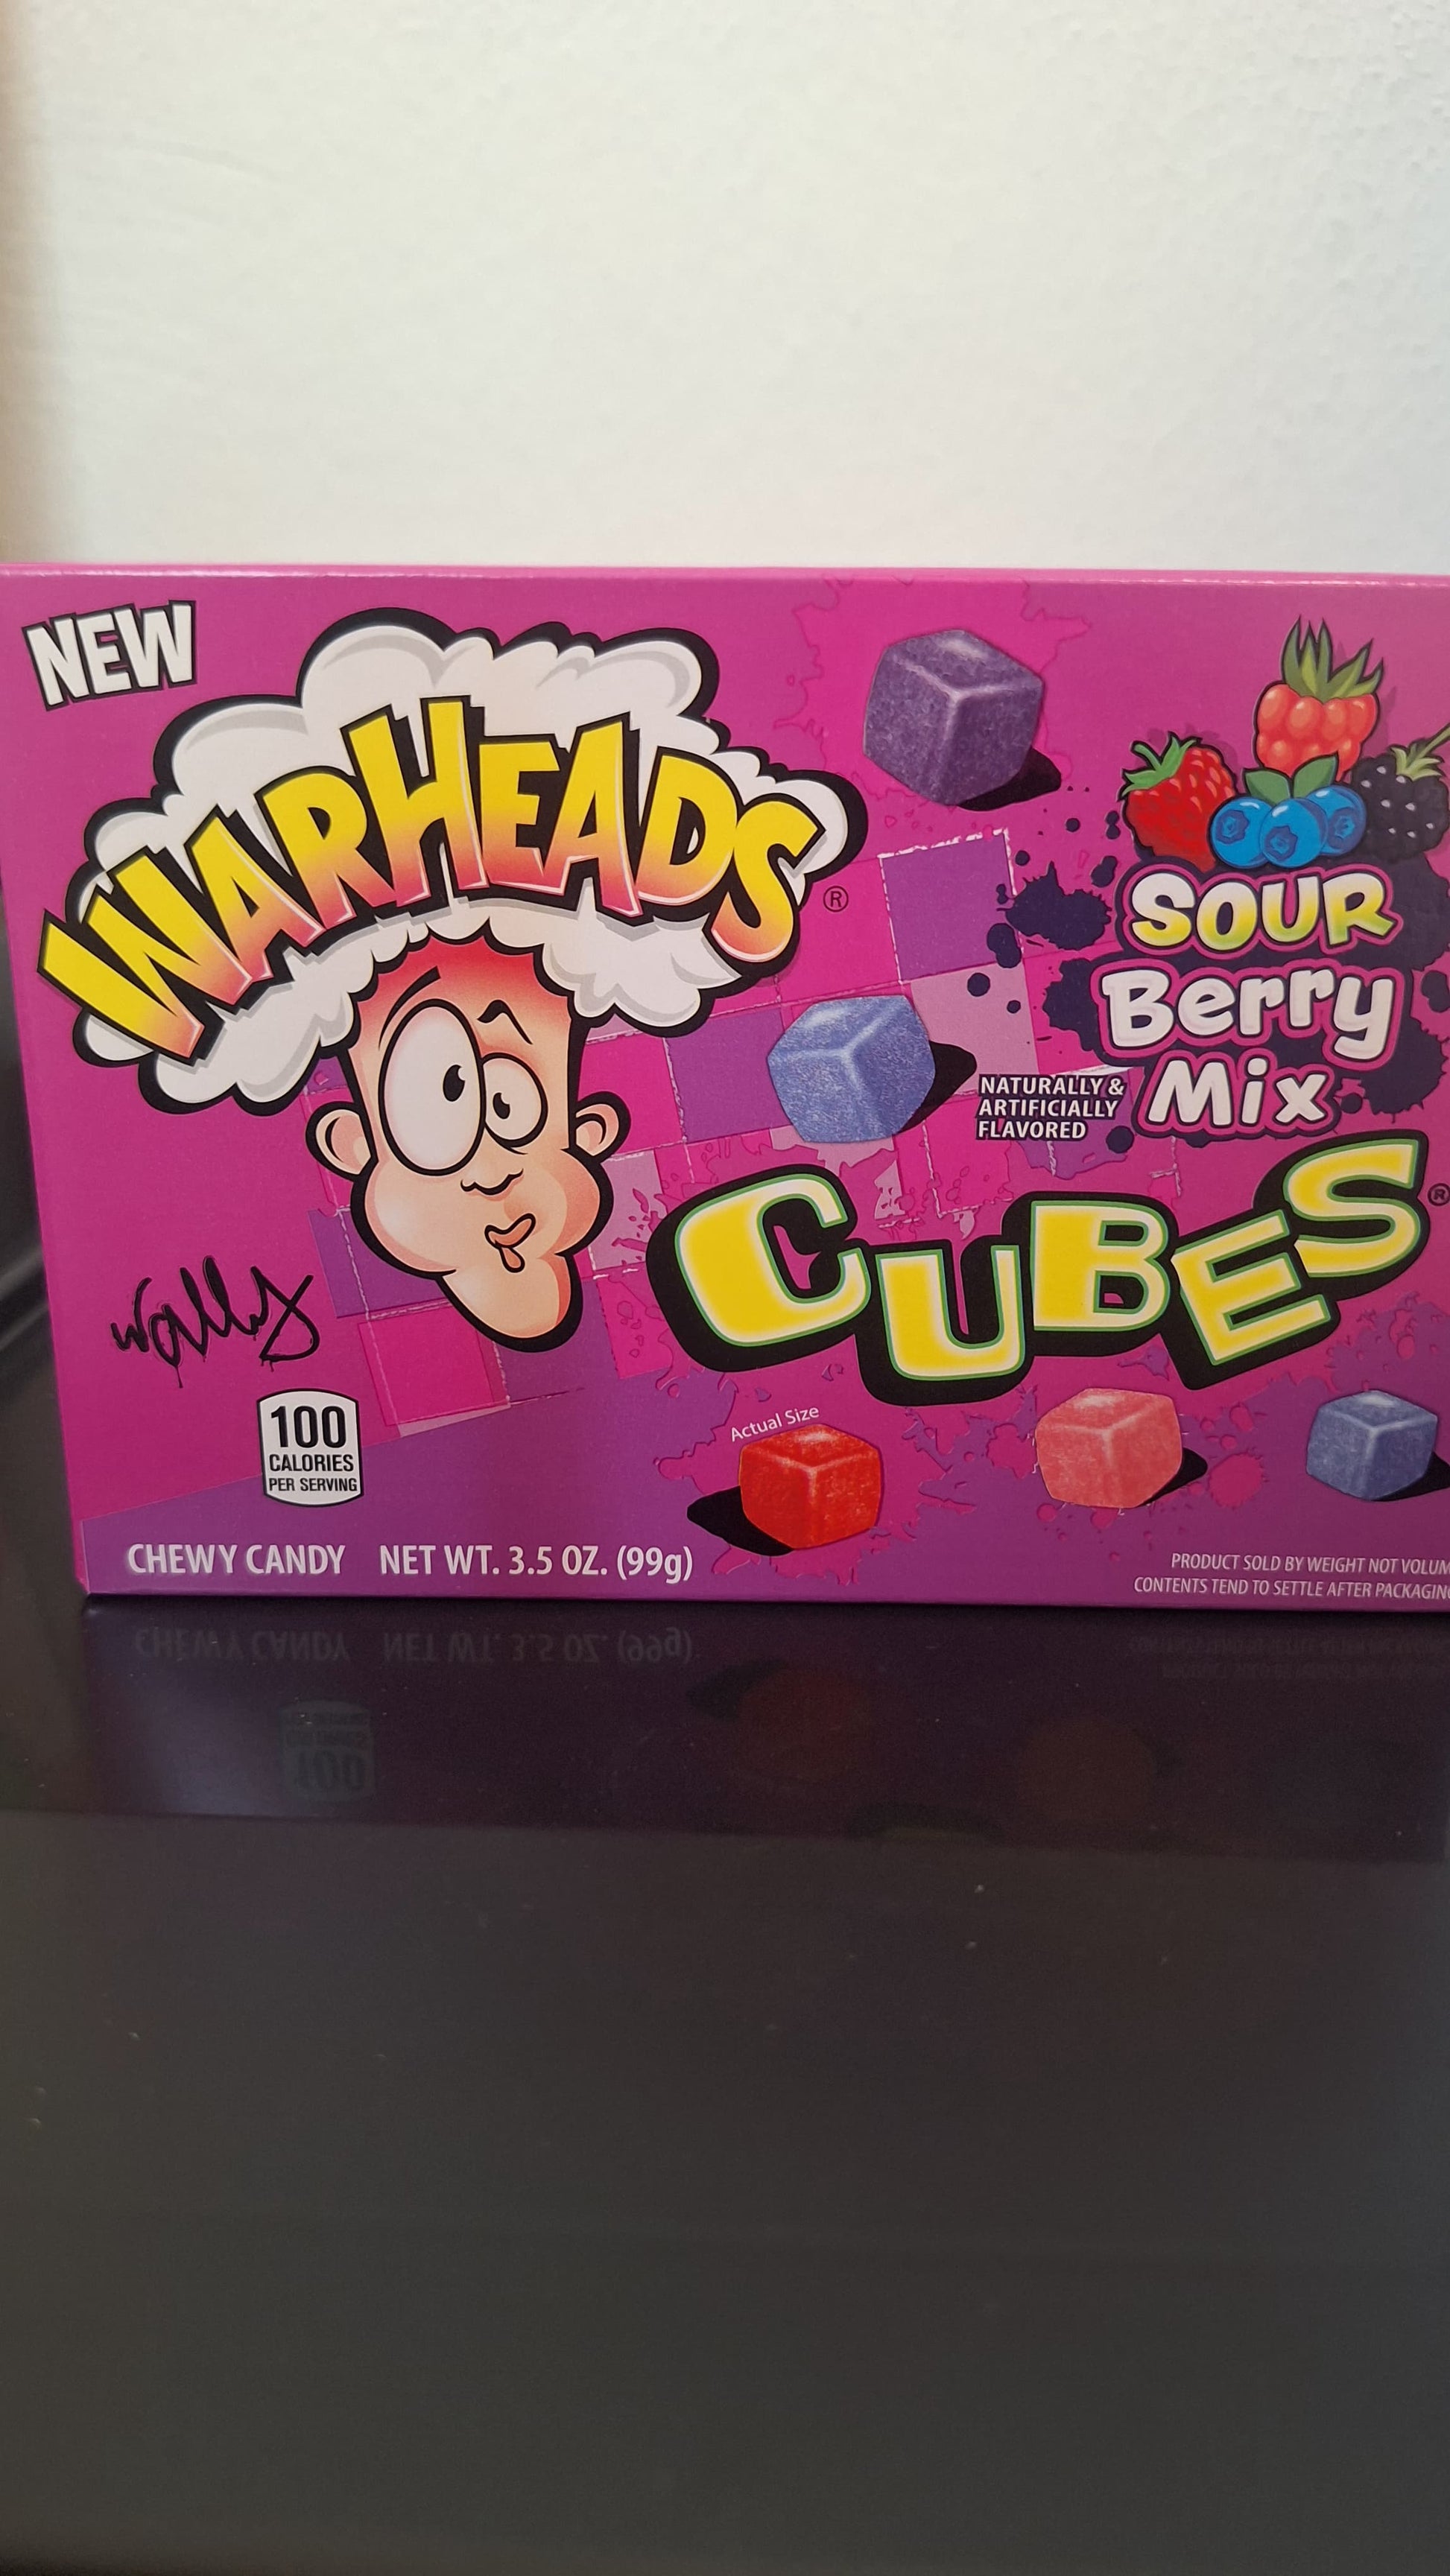 NEW
WARHEADS®
SOUR
Berry
Mix
NATURALLY &
ARTIFICIALLY
FLAVORED
CUBES®
wally
100
CALORIES
PER SERVING
Actual Size
CHEWY CANDY NET WT. 3.5 OZ. (99g)
PRODUCT SOLD BY WEIGHT NOT VOLUM
CONTENTS TEND TO SETTLE AFTER PACKAGING